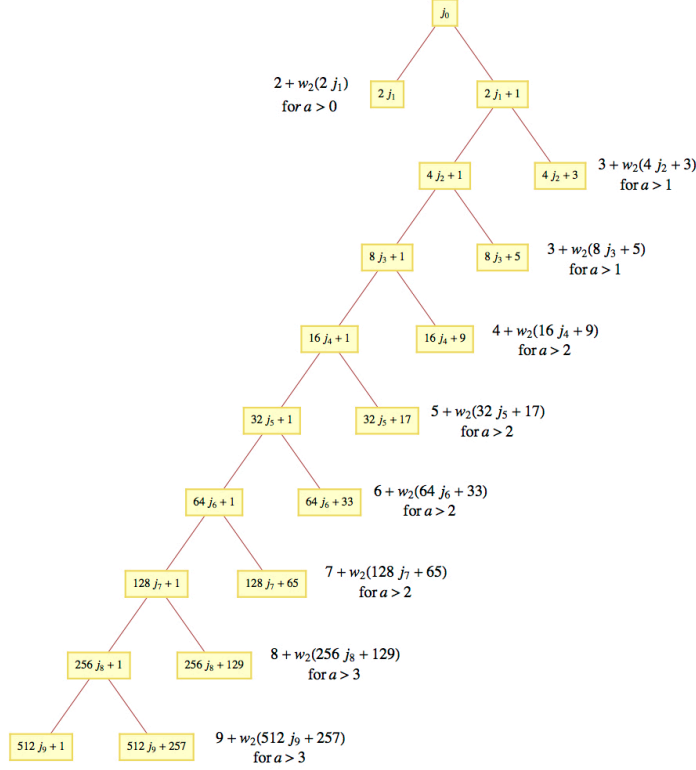 j₀
2 + w₂(2 j₁)
for a > 0
2 j₁
2 j₁ + 1
4 j₂ + 1
4 j₂ + 3
3 + w₂(4 j₂ + 3)
for a > 1
8 j₃ + 1
8 j₃ + 5
3 + w₂(8 j₃ + 5)
for a > 1
16 j₄ + 1
16 j₄ + 9
4 + w₂(16 j₄ + 9)
for a > 2
32 j₅ + 1
32 j₅ + 17
5 + w₂(32 j₅ + 17)
for a > 2
64 j₆ + 1
64 j₆ + 33
6 + w₂(64 j₆ + 33)
for a > 2
128 j₇ + 1
128 j₇ + 65
7 + w₂(128 j₇ + 65)
for a > 2
256 j₈ + 1
256 j₈ + 129
8 + w₂(256 j₈ + 129)
for a > 3
512 j₉ + 1
512 j₉ + 257
9 + w₂(512 j₉ + 257)
for a > 3